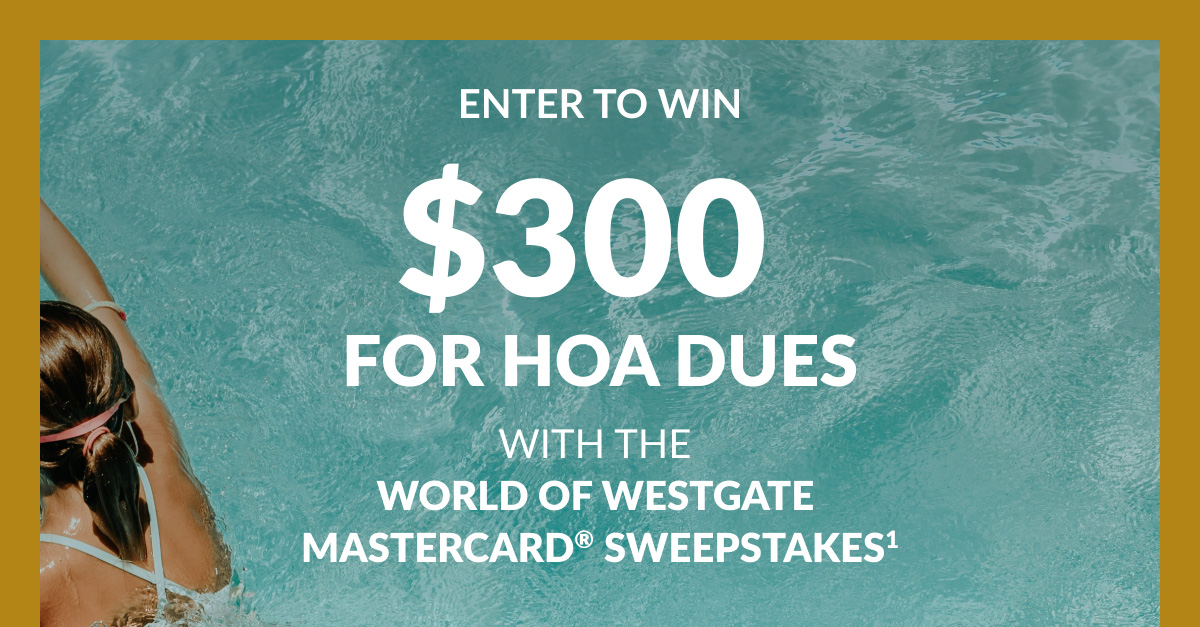 ENTER TO WIN
$300
FOR HOA DUES
WITH THE
WORLD OF WESTGATE
MASTERCARD® SWEEPSTAKES¹